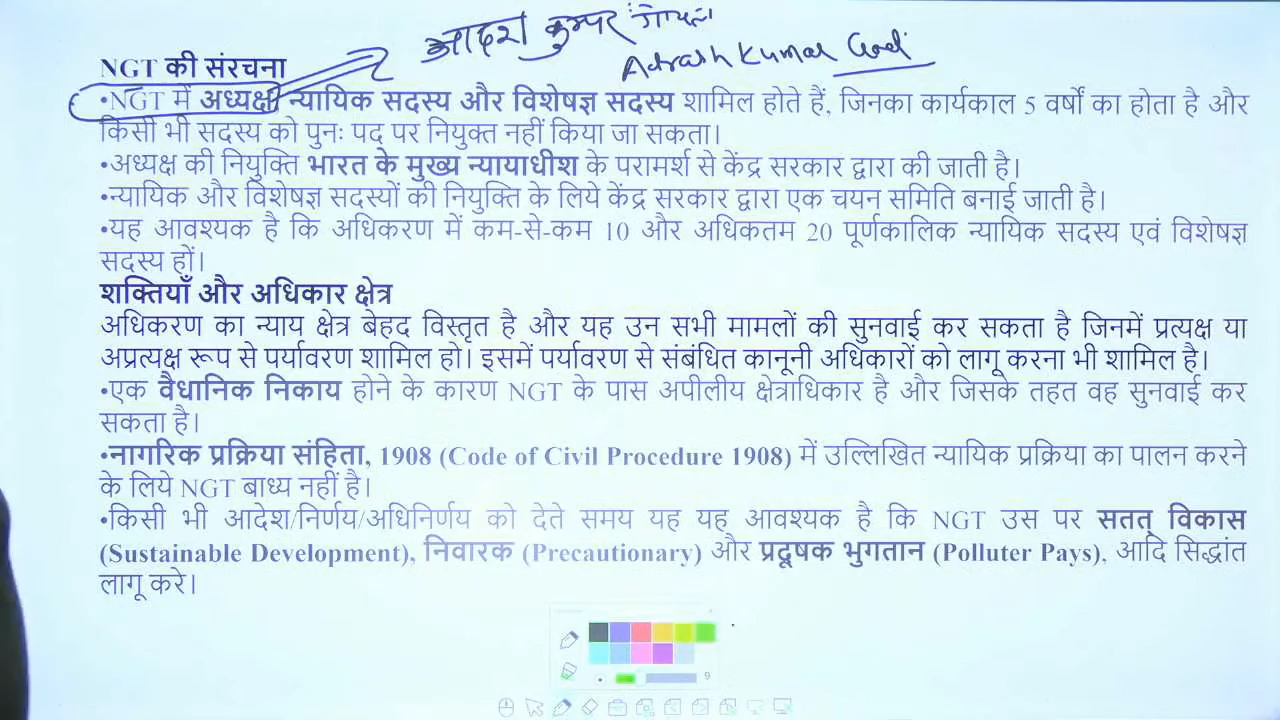 आदर्श कुमार गोयल
Adrash Kumar Goel
NGT की संरचना
•NGT में अध्यक्ष न्यायिक सदस्य और विशेषज्ञ सदस्य शामिल होते हैं, जिनका कार्यकाल 5 वर्षों का होता है और
किसी भी सदस्य को पुनः पद पर नियुक्त नहीं किया जा सकता।
•अध्यक्ष की नियुक्ति भारत के मुख्य न्यायाधीश के परामर्श से केंद्र सरकार द्वारा की जाती है।
•न्यायिक और विशेषज्ञ सदस्यों की नियुक्ति के लिये केंद्र सरकार द्वारा एक चयन समिति बनाई जाती है।
•यह आवश्यक है कि अधिकरण में कम-से-कम 10 और अधिकतम 20 पूर्णकालिक न्यायिक सदस्य एवं विशेषज्ञ
सदस्य हों।
शक्तियाँ और अधिकार क्षेत्र
अधिकरण का न्याय क्षेत्र बेहद विस्तृत है और यह उन सभी मामलों की सुनवाई कर सकता है जिनमें प्रत्यक्ष या
अप्रत्यक्ष रूप से पर्यावरण शामिल हो। इसमें पर्यावरण से संबंधित कानूनी अधिकारों को लागू करना भी शामिल है।
•एक वैधानिक निकाय होने के कारण NGT के पास अपीलीय क्षेत्राधिकार है और जिसके तहत वह सुनवाई कर
सकता है।
•नागरिक प्रक्रिया संहिता, 1908 (Code of Civil Procedure 1908) में उल्लिखित न्यायिक प्रक्रिया का पालन करने
के लिये NGT बाध्य नहीं है।
•किसी भी आदेश/निर्णय/अधिनिर्णय को देते समय यह यह आवश्यक है कि NGT उस पर सतत् विकास
(Sustainable Development), निवारक (Precautionary) और प्रदूषक भुगतान (Polluter Pays), आदि सिद्धांत
लागू करे।
9